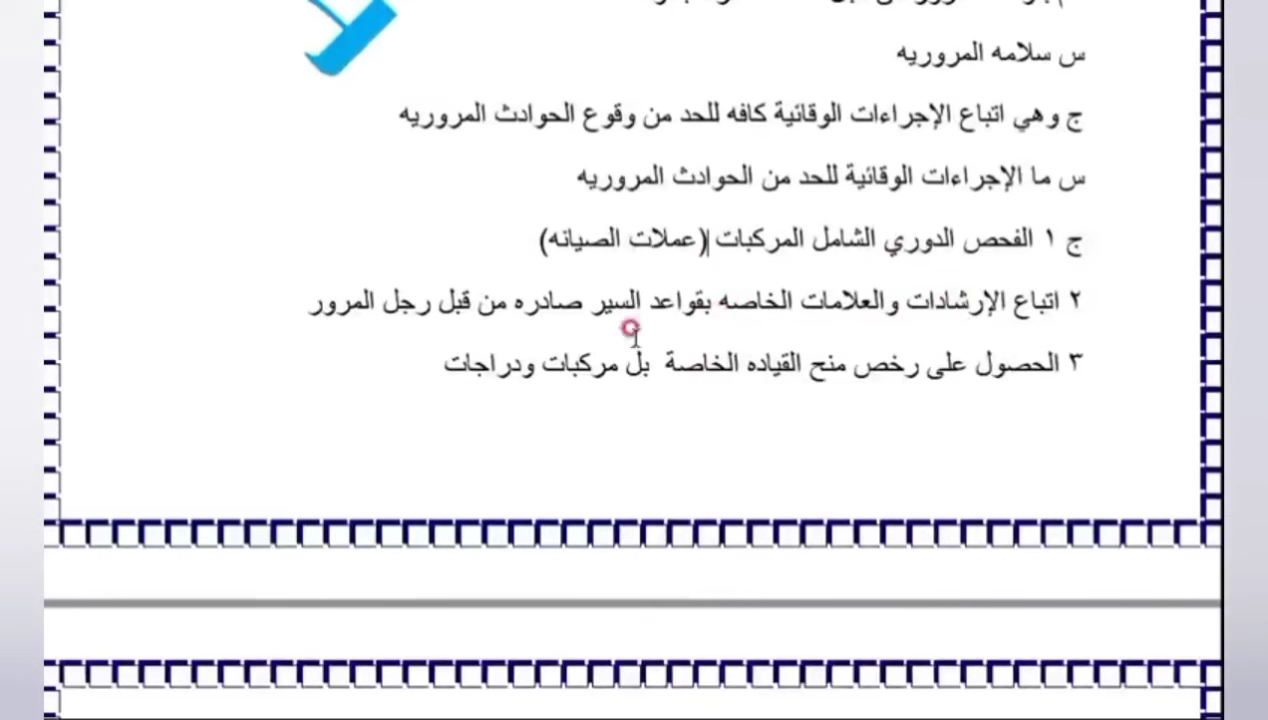 س سلامه المروريه
ج وهي اتباع الإجراءات الوقائية كافه للحد من وقوع الحوادث المروريه
س ما الإجراءات الوقائية للحد من الحوادث المروريه
ج ١ الفحص الدوري الشامل المركبات (عملات الصيانه)
٢ اتباع الإرشادات والعلامات الخاصه بقواعد السير صادره من قبل رجل المرور
٣ الحصول على رخص منح القياده الخاصة بل مركبات ودراجات